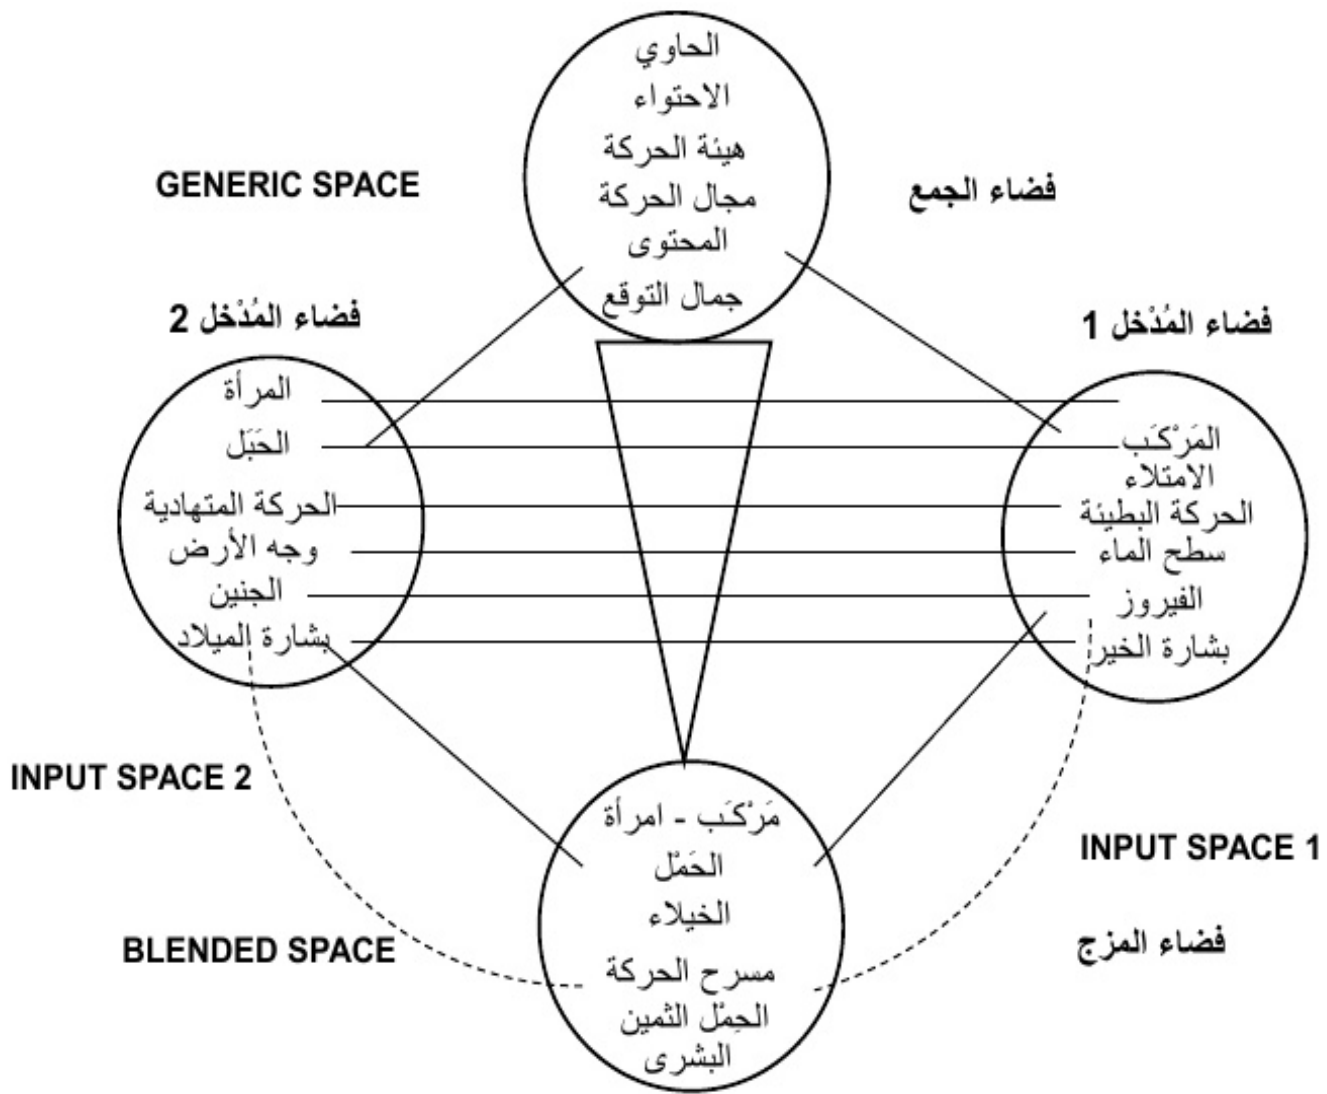 الحاوي
الاحتواء
هيئة الحركة
مجال الحركة
المحتوى
جمال التوقع
GENERIC SPACE
فضاء الجمع
فضاء المُدْخل 1
المَرْكَب
الامتلاء
الحركة البطيئة
سطح الماء
الفيروز
بشارة الخير
فضاء المُدْخل 2
المرأة
الحَبَل
الحركة المتهادية
وجه الأرض
الجنين
بشارة الميلاد
INPUT SPACE 2
INPUT SPACE 1
BLENDED SPACE
فضاء المزج
مَرْكَب - امرأة
الحَمْل
الخيلاء
مسرح الحركة
الحِمْل الثمين
البشرى